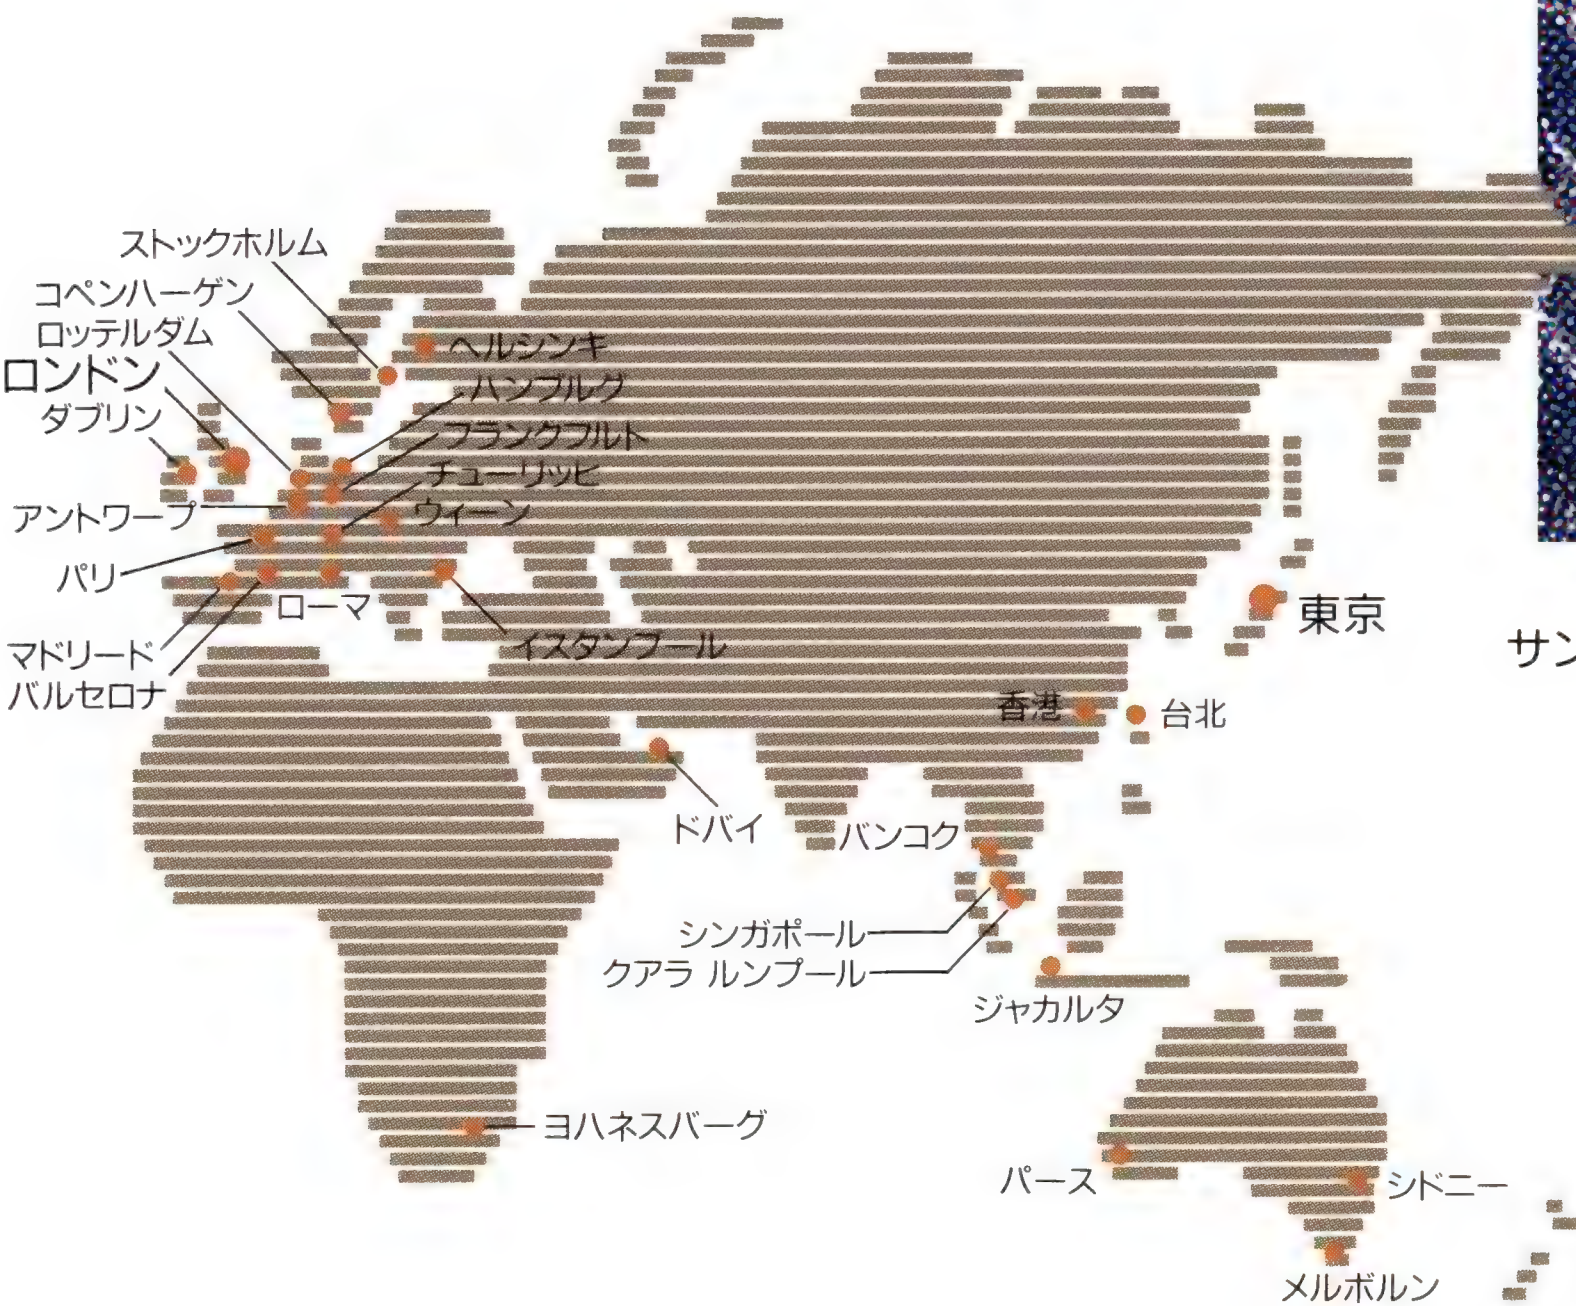 ストックホルム
コペンハーゲン
ロッテルダム
ヘルシンキ
ロンドン
ハンブルグ
ダブリン
フランクフルト
チューリッヒ
アントワープ
ウィーン
パリ
ローマ
東京
イスタンブール
サン
マドリード
バルセロナ
香港
台北
ドバイ
バンコク
シンガポール
クアラ ルンプール
ジャカルタ
ヨハネスバーグ
パース
シドニー
メルボルン